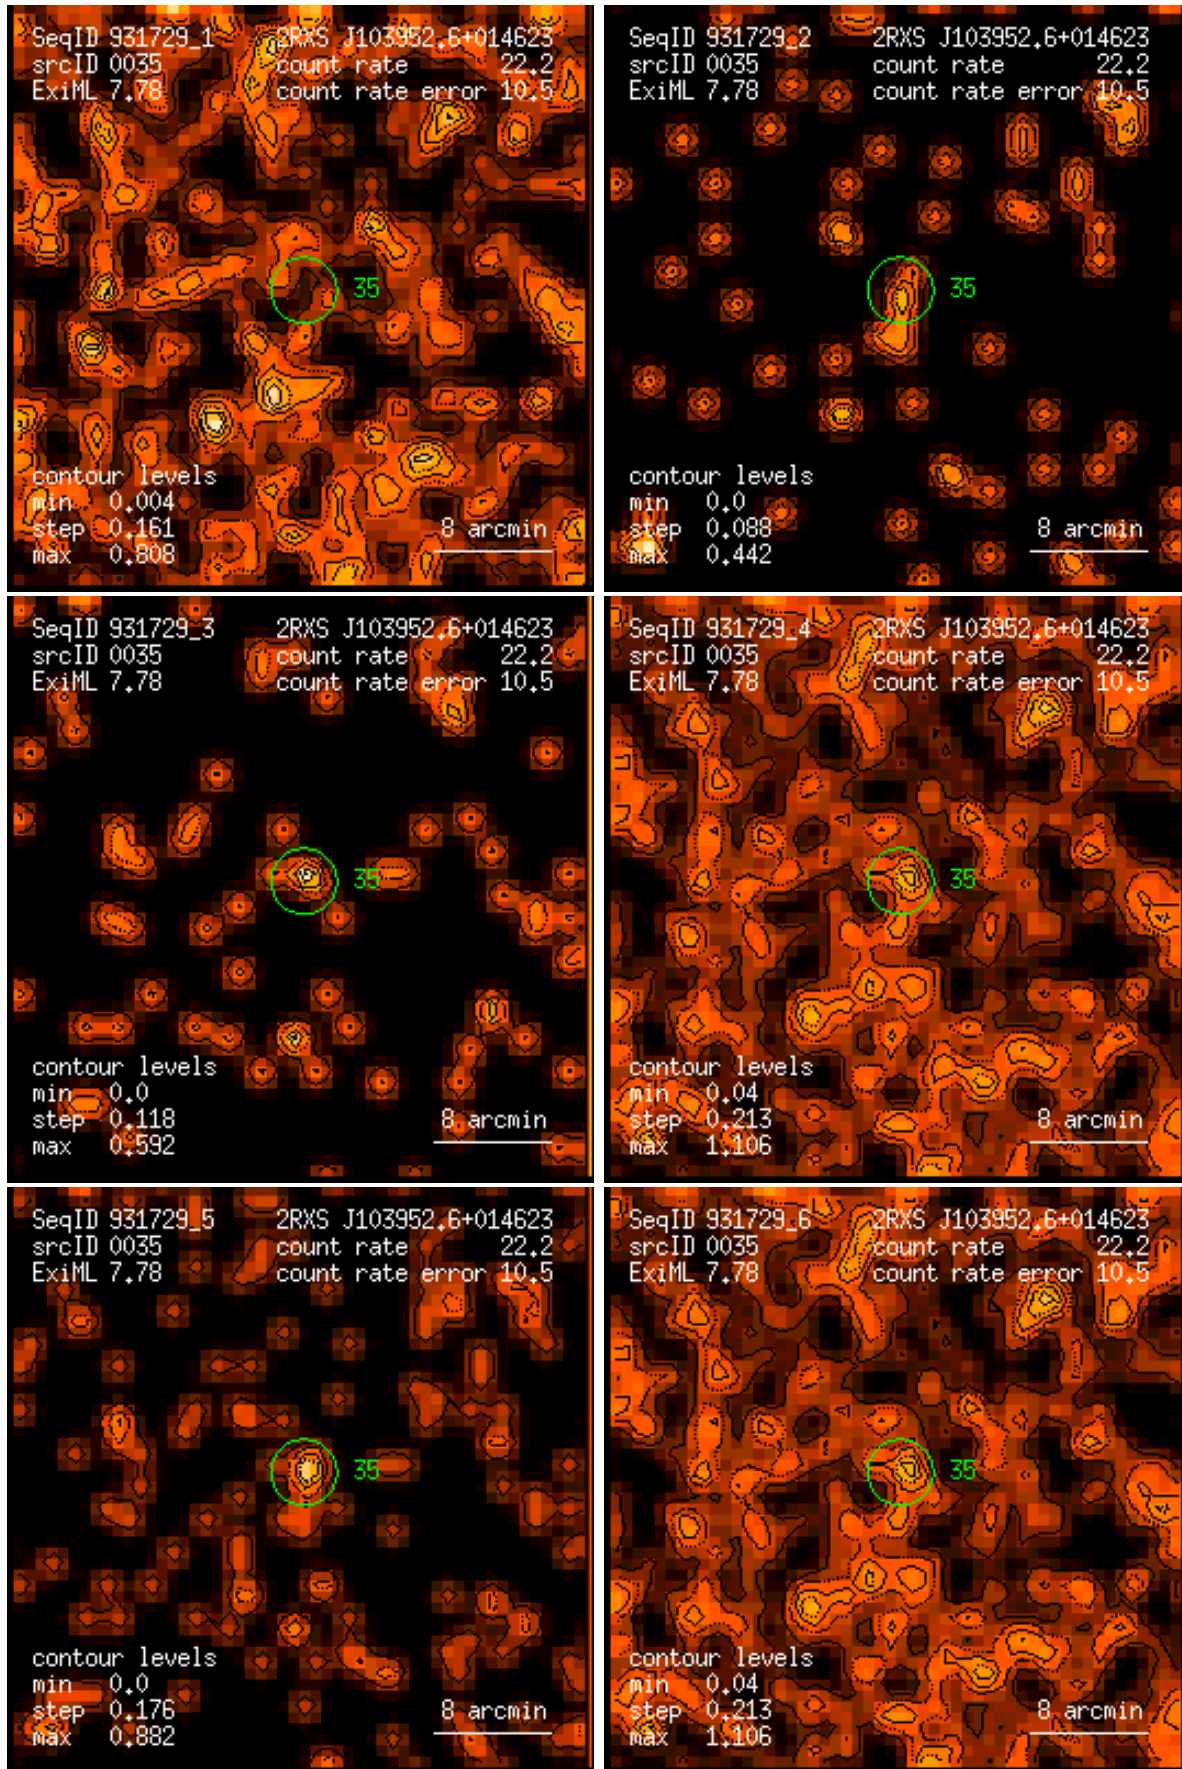 SeqID 931729_1 2RXS J103952.6+014623
srcID 0035 count rate 22.2
ExiML 7.78 count rate error 10.5
35
contour levels
min 0.004
step 0.161 8 arcmin
max 0.808
SeqID 931729_2 2RXS J103952.6+014623
srcID 0035 count rate 22.2
ExiML 7.78 count rate error 10.5
35
contour levels
min 0.0
step 0.088 8 arcmin
max 0.442
SeqID 931729_3 2RXS J103952.6+014623
srcID 0035 count rate 22.2
ExiML 7.78 count rate error 10.5
35
contour levels
min 0.0
step 0.118 8 arcmin
max 0.592
SeqID 931729_4 2RXS J103952.6+014623
srcID 0035 count rate 22.2
ExiML 7.78 count rate error 10.5
35
contour levels
min 0.04
step 0.213 8 arcmin
max 1.106
SeqID 931729_5 2RXS J103952.6+014623
srcID 0035 count rate 22.2
ExiML 7.78 count rate error 10.5
35
contour levels
min 0.0
step 0.176 8 arcmin
max 0.882
SeqID 931729_6 2RXS J103952.6+014623
srcID 0035 count rate 22.2
ExiML 7.78 count rate error 10.5
35
contour levels
min 0.04
step 0.213 8 arcmin
max 1.106